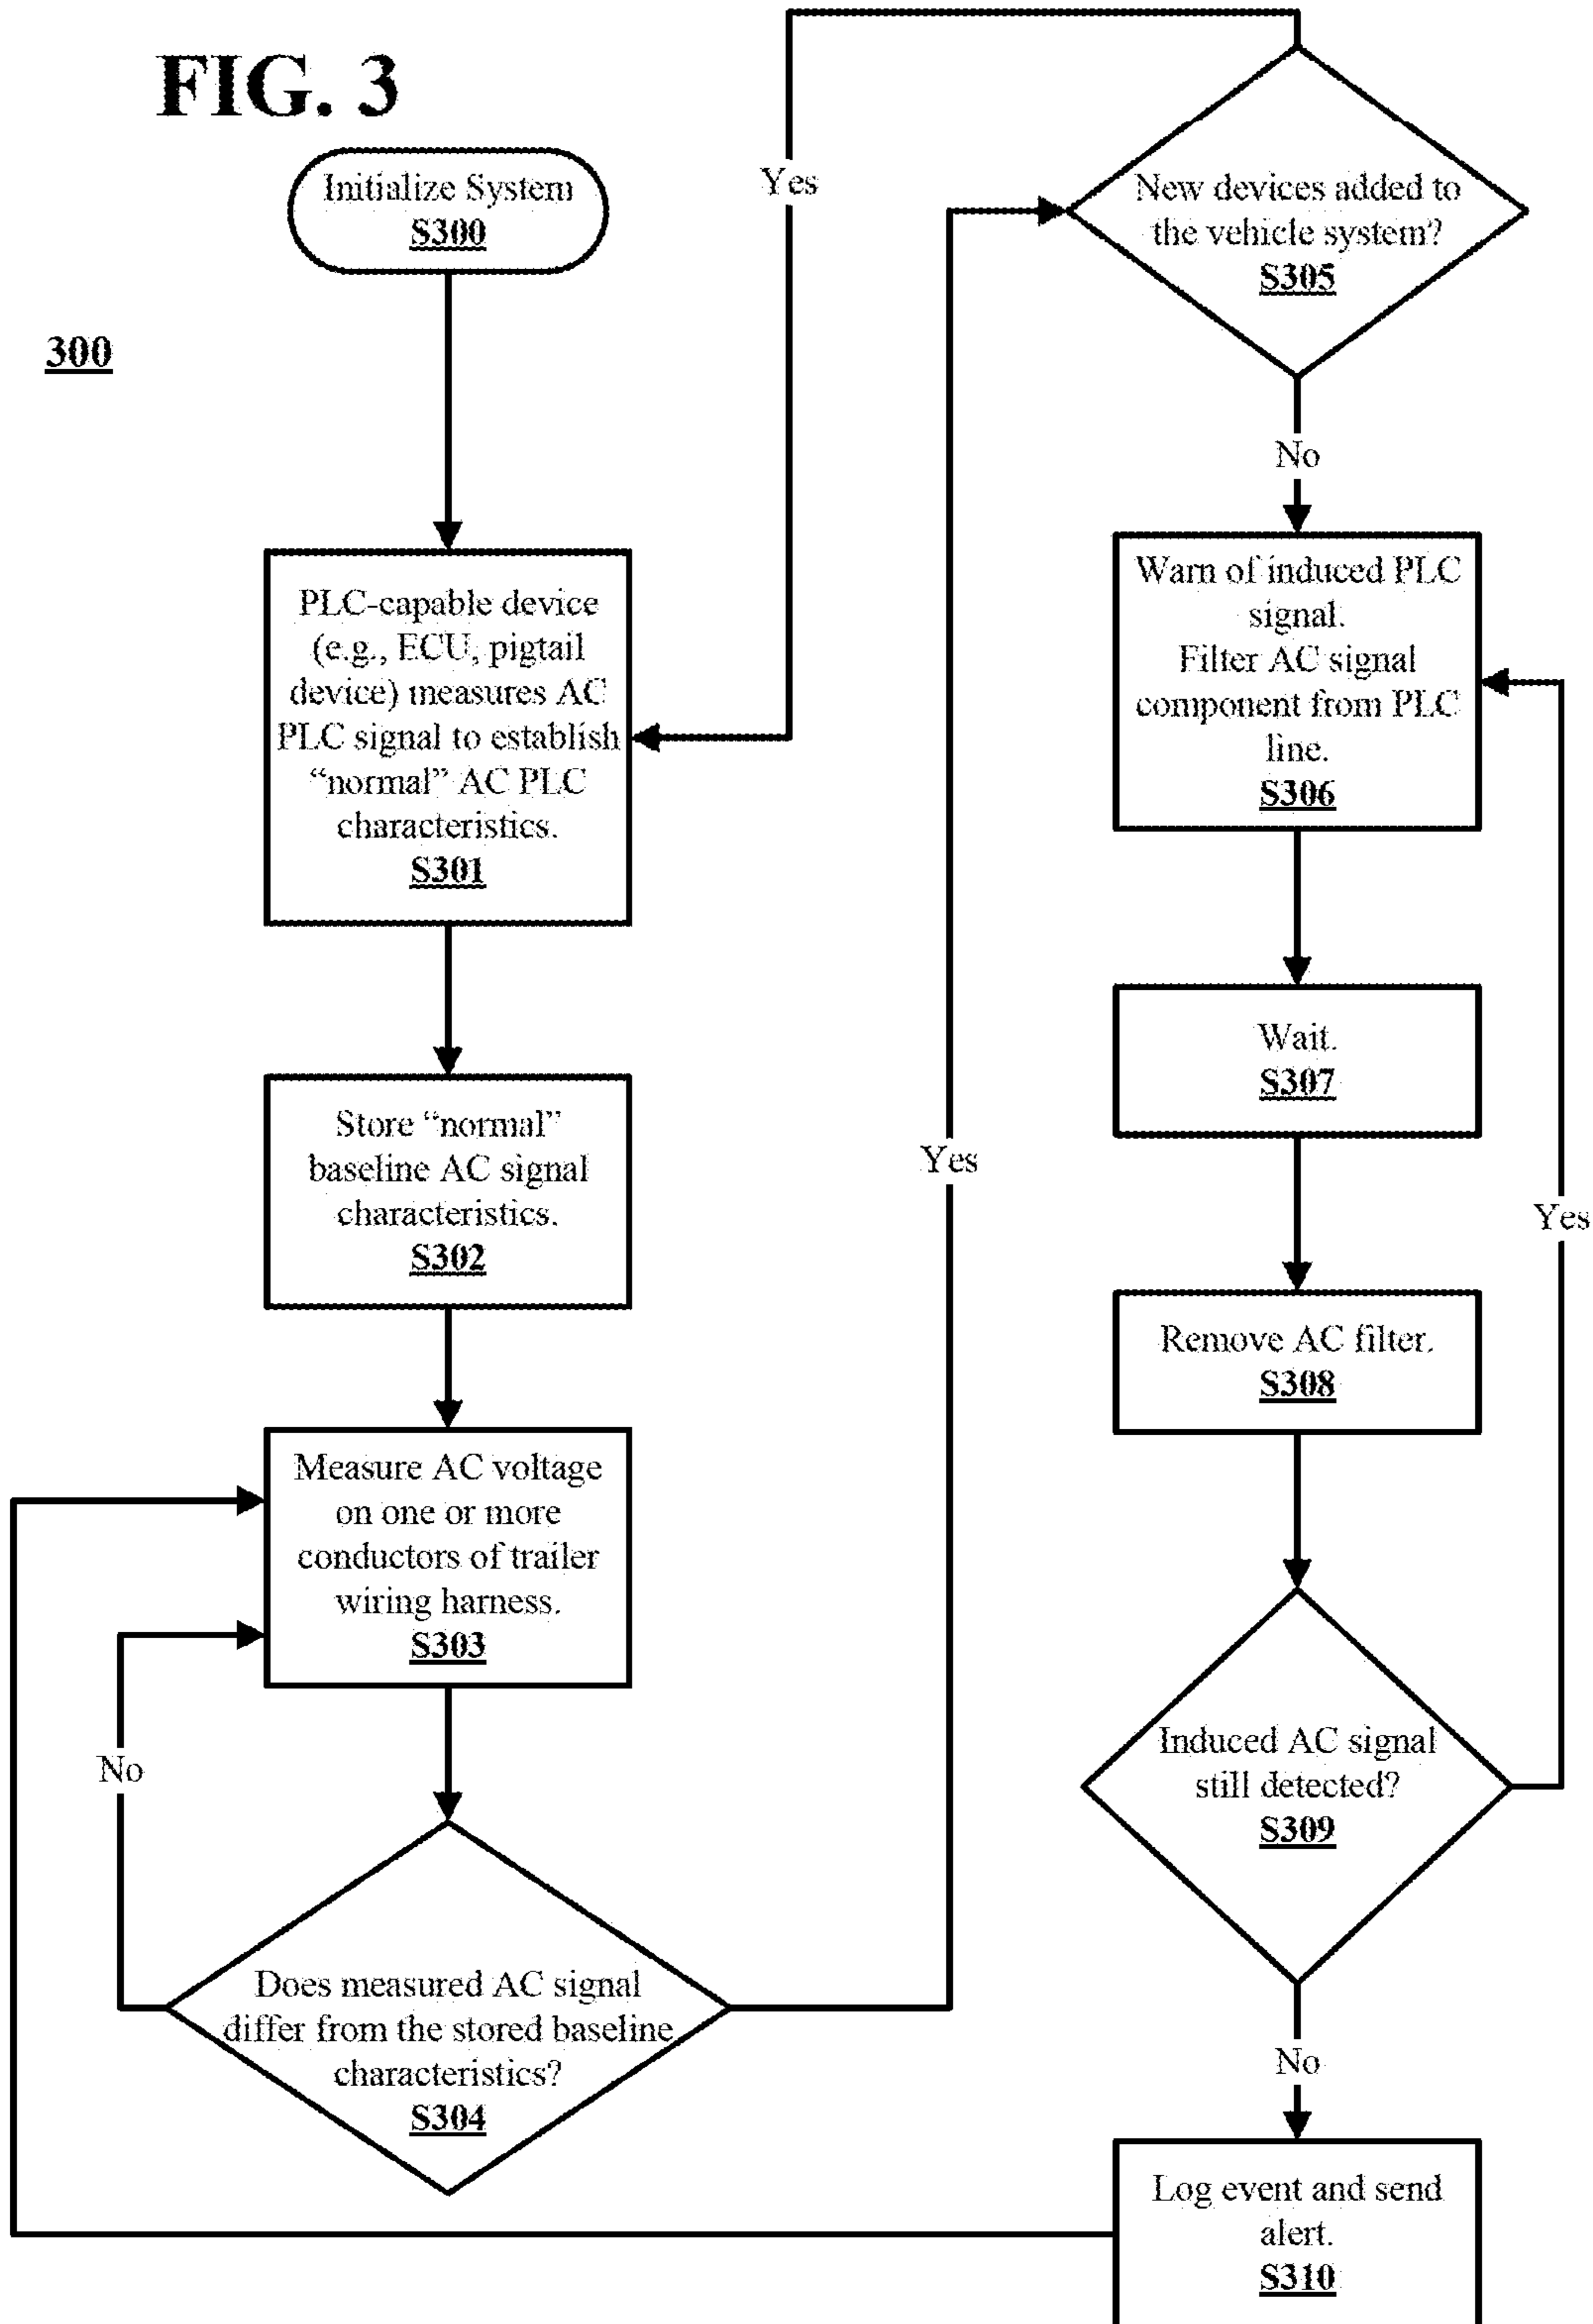 FIG. 3
300
Initialize System
S300
PLC-capable device
(e.g., ECU, pigtail
device) measures AC
PLC signal to establish
“normal” AC PLC
characteristics.
S301
Store “normal”
baseline AC signal
characteristics.
S302
Measure AC voltage
on one or more
conductors of trailer
wiring harness.
S303
No
Does measured AC signal
differ from the stored baseline
characteristics?
S304
Yes
Yes
New devices added to
the vehicle system?
S305
No
Warn of induced PLC
signal.
Filter AC signal
component from PLC
line.
S306
Wait.
S307
Remove AC filter.
S308
Yes
Induced AC signal
still detected?
S309
No
Log event and send
alert.
S310